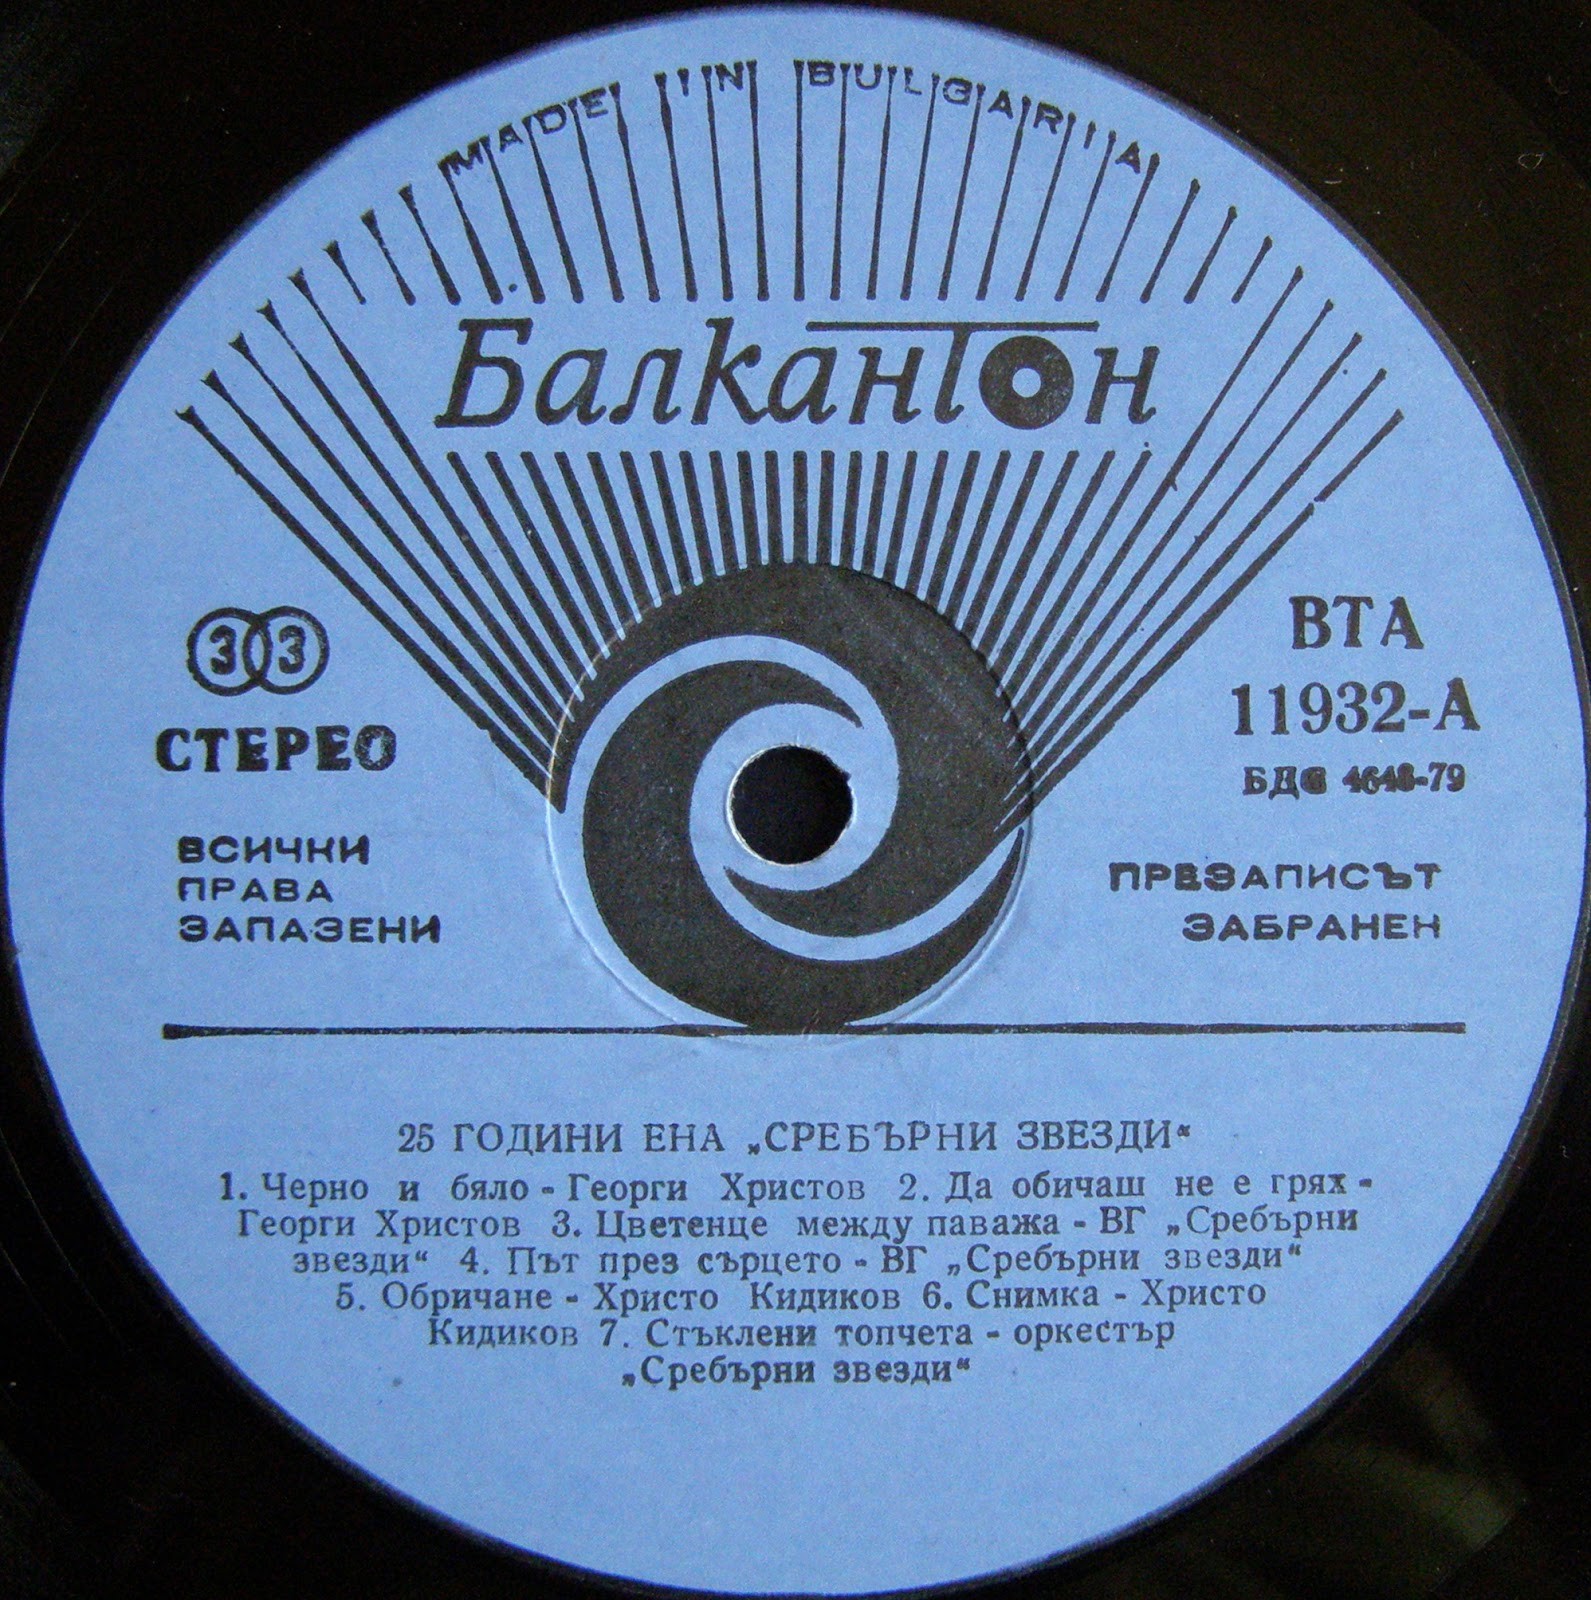 MADE IN BULGARIA
Балкантон
33
СТЕРЕО
ВСИЧКИ
ПРАВА
ЗАПАЗЕНИ
ВТА
11932-А
БДС 4648-79
ПРЕЗАПИСЪТ
ЗАБРАНЕН
25 ГОДИНИ ЕНА „СРЕБЪРНИ ЗВЕЗДИ“
1. Черно и бяло - Георги Христов 2. Да обичаш не е грях -
Георги Христов 3. Цветенце между паважа - ВГ „Сребърни
звезди“ 4. Път през сърцето - ВГ „Сребърни звезди“
5. Обричане - Христо Кидиков 6. Снимка - Христо
Кидиков 7. Стъклени топчета - оркестър
„Сребърни звезди“